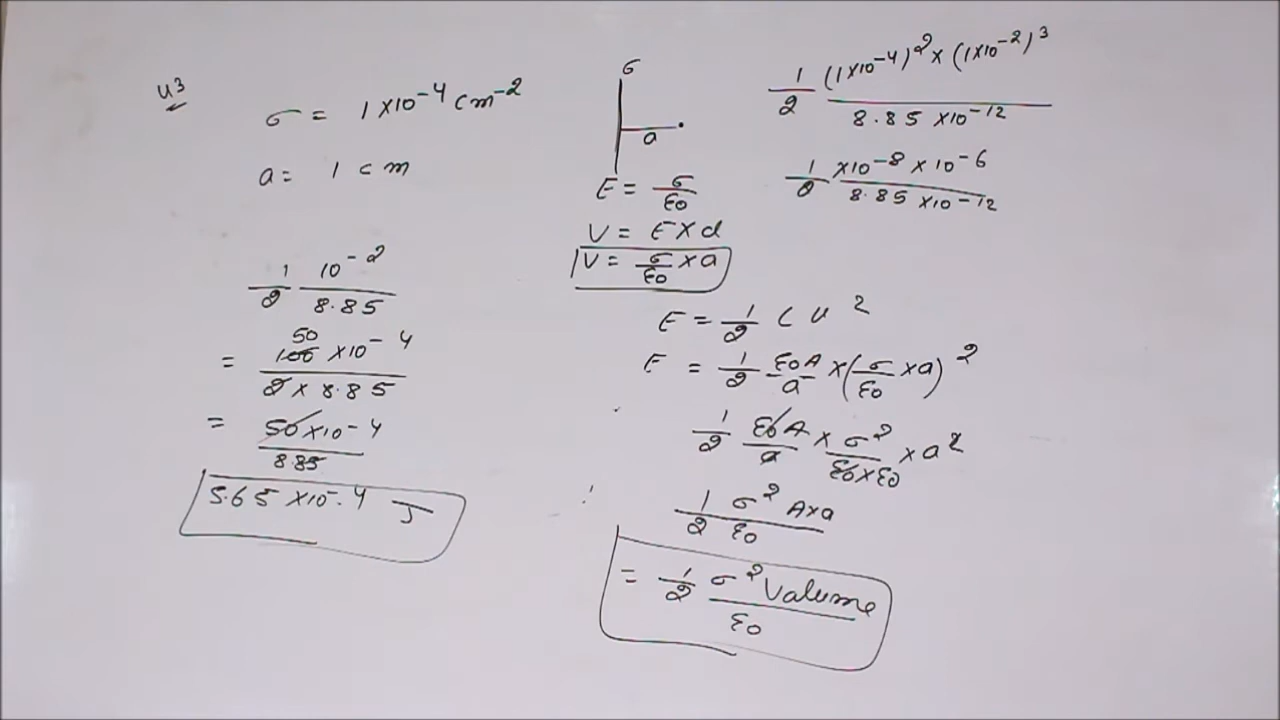 43
σ = 1 × 10⁻⁴ cm⁻²
a = 1 cm
1/2 10⁻²/8.85
= 50 100 × 10⁻⁴ / 2 × 8.85
= 50 × 10⁻⁴ / 8.85
5.65 × 10⁻⁴ J
σ
a
E = σ/ε0
V = E × d
V = σ/ε0 × a
E = 1/2 C V²
E = 1/2 ε0A/a × (σ/ε0 × a)²
1/2 ε0A/a × σ²/ε0×ε0 × a²
1/2 σ²/ε0 A×a
= 1/2 σ² Valume/ε0
1/2 (1×10⁻⁴)² × (1×10⁻²)³ / 8.85 × 10⁻¹²
1/2 × 10⁻⁸ × 10⁻⁶ / 8.85 × 10⁻¹²